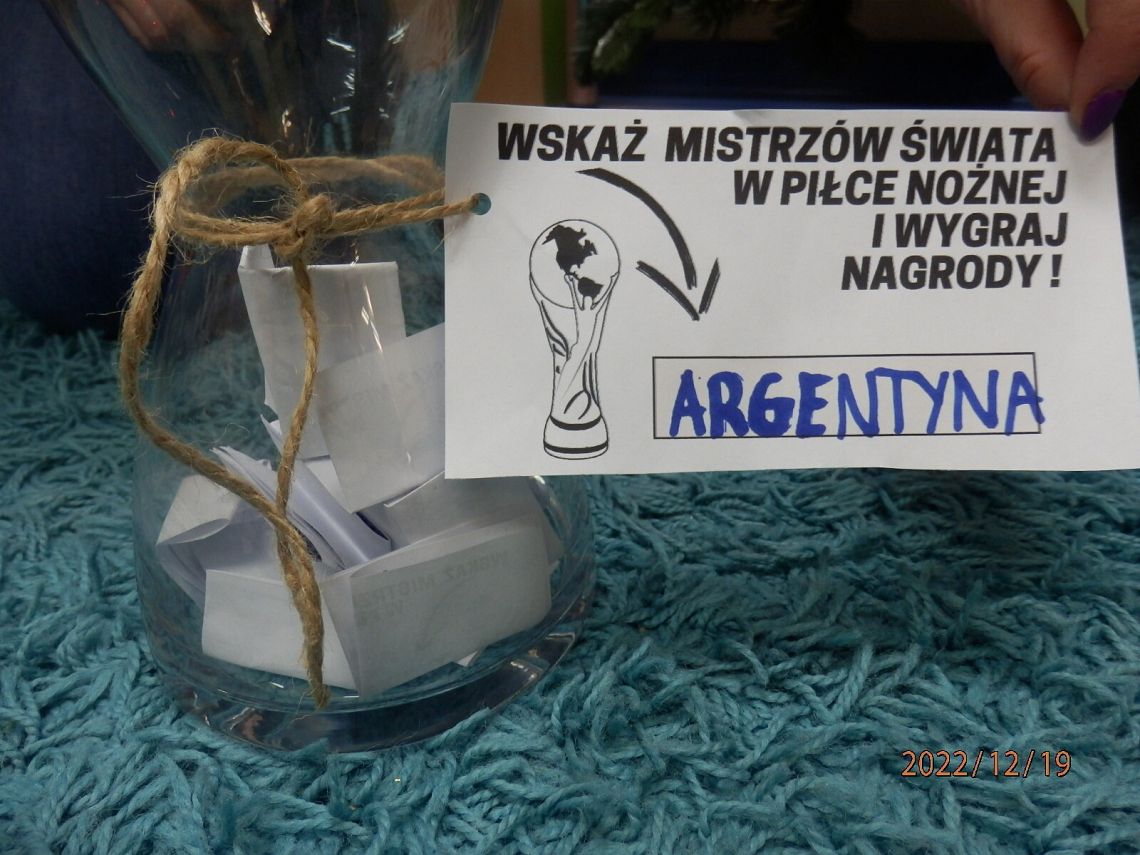 WSKAŻ MISTRZÓW ŚWIATA
W PIŁCE NOŻNEJ
I WYGRAJ
NAGRODY !
ARGENTYNA
2022/12/19